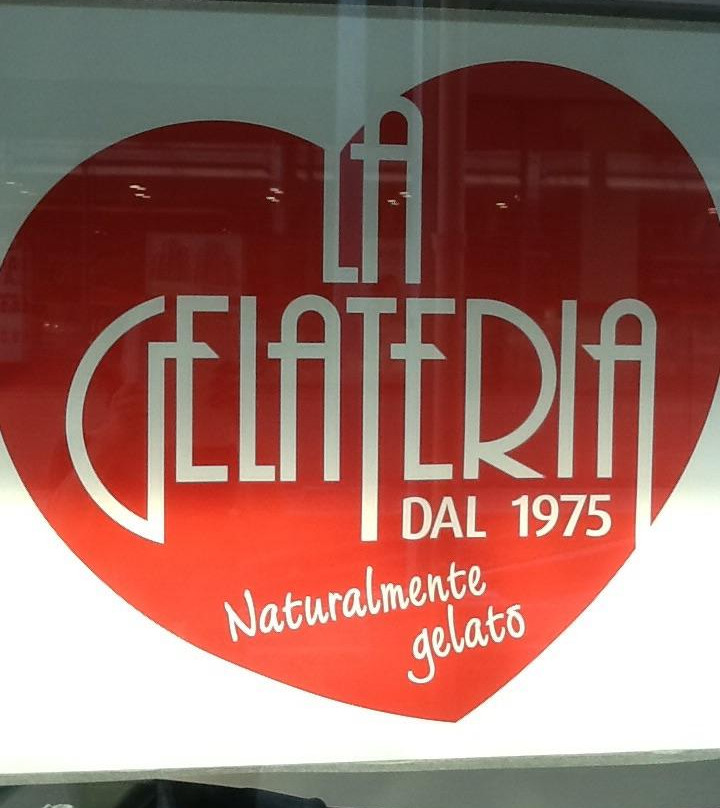 LA
GELATERIA
DAL 1975
Naturalmente
gelato